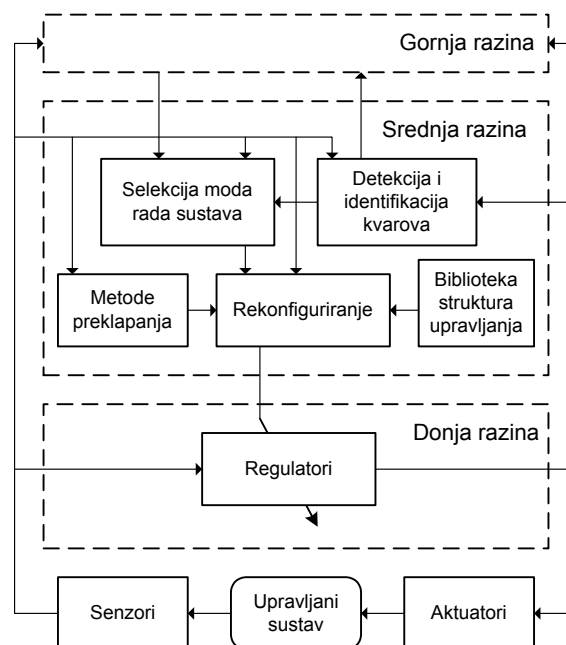 Gornja razina
Srednja razina
Selekcija moda
rada sustava
Detekcija i
identifikacija
kvarova
Metode
preklapanja
Rekonfiguriranje
Biblioteka
struktura
upravljanja
Donja razina
Regulatori
Senzori
Upravljani
sustav
Aktuatori